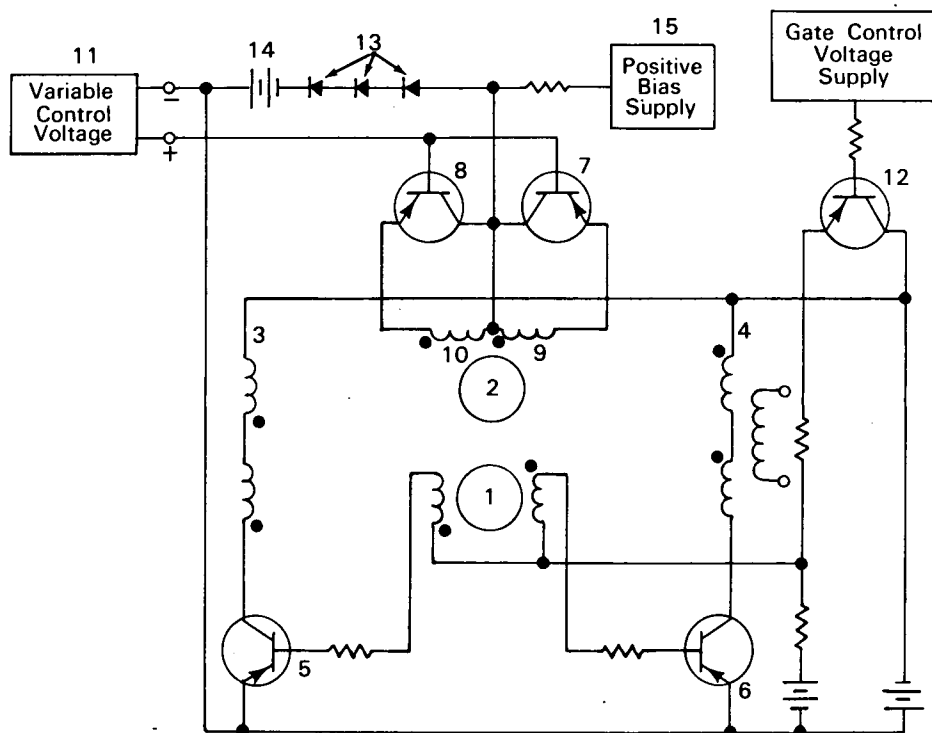 11
Variable
Control
Voltage
−
+
14
13
15
Positive
Bias
Supply
Gate Control
Voltage
Supply
8
7
12
3
10
9
4
2
1
5
6